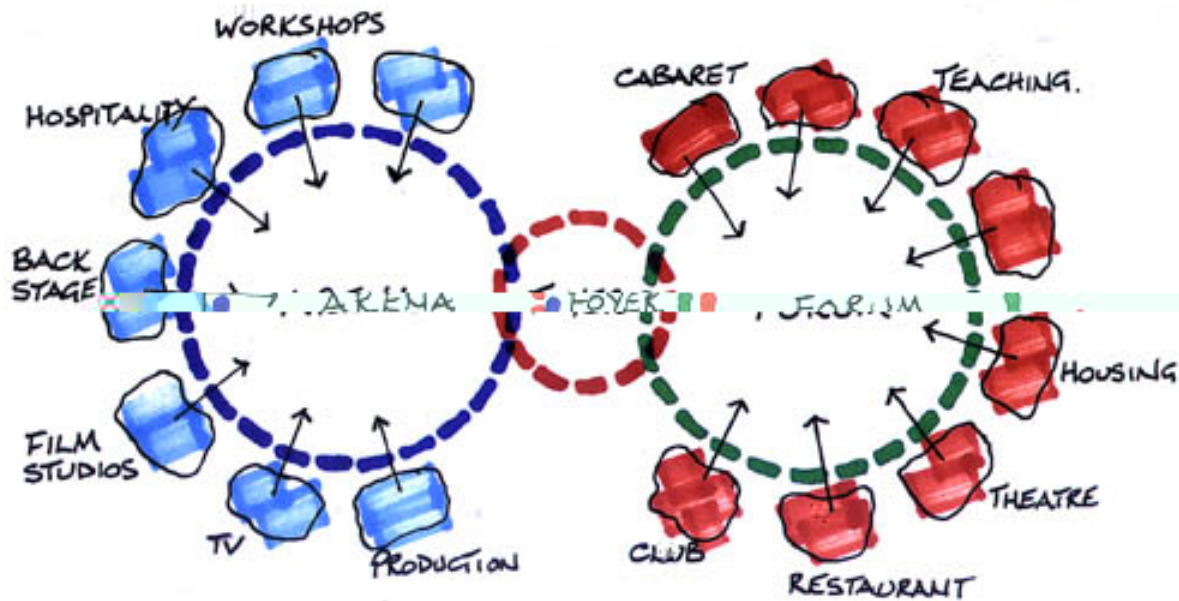 WORKSHOPS
HOSPITALITY
BACK
STAGE
FILM
STUDIOS
TV
PRODUCTION
ARENA
FOYER
FORUM
CABARET
TEACHING.
HOUSING
THEATRE
RESTAURANT
CLUB